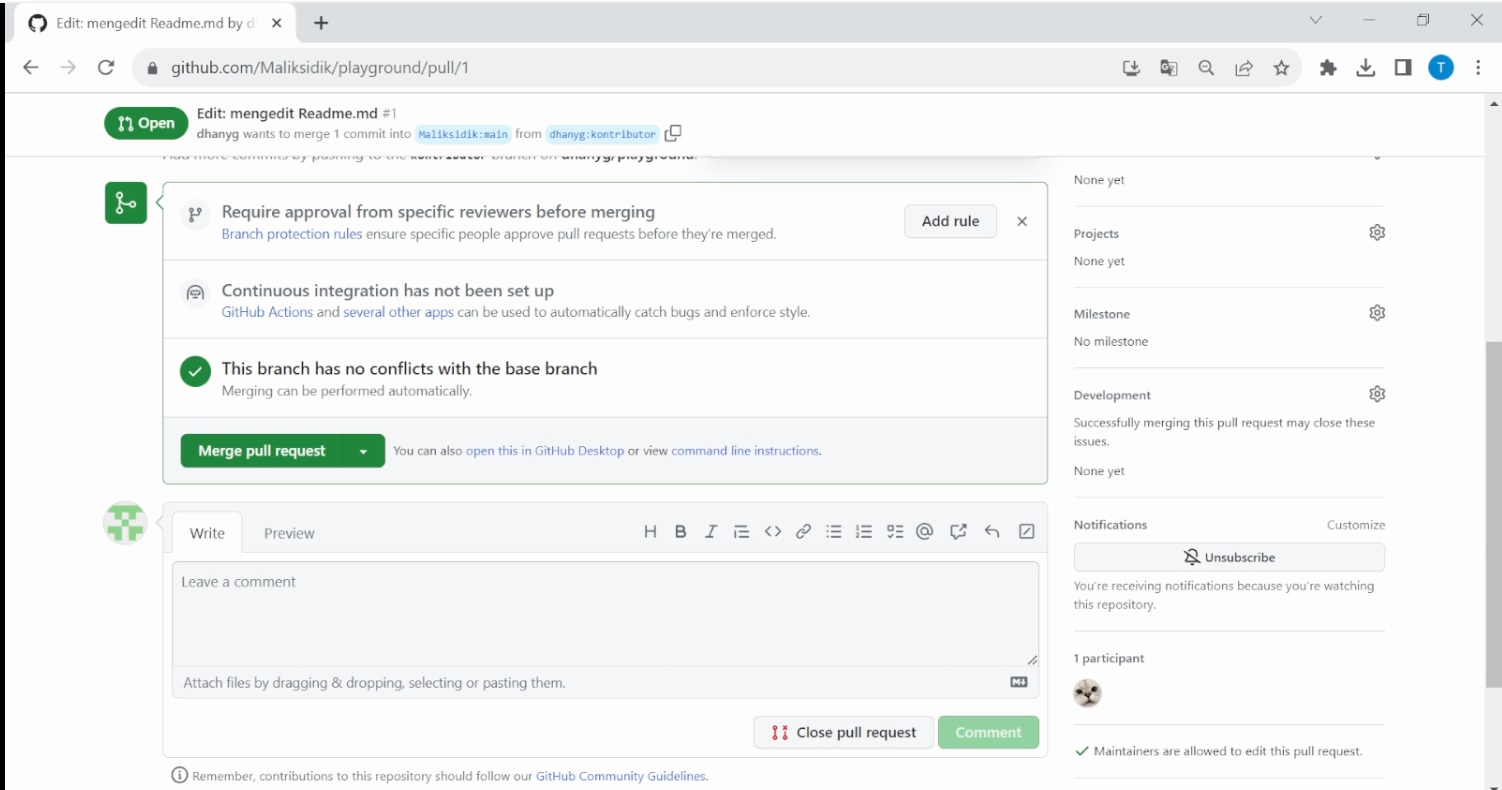 Edit: mengedit Readme.md by d
github.com/Maliksidik/playground/pull/1
T
Open
Edit: mengedit Readme.md #1
dhanyg wants to merge 1 commit into Maliksidik:main from dhanyg:kontributor
Add more commits by pushing to the kontributor branch on dhanyg/playground.
Require approval from specific reviewers before merging
Branch protection rules ensure specific people approve pull requests before they're merged.
Add rule
Continuous integration has not been set up
GitHub Actions and several other apps can be used to automatically catch bugs and enforce style.
This branch has no conflicts with the base branch
Merging can be performed automatically.
Merge pull request
You can also open this in GitHub Desktop or view command line instructions.
Write
Preview
Leave a comment
Attach files by dragging & dropping, selecting or pasting them.
Close pull request
Comment
Remember, contributions to this repository should follow our GitHub Community Guidelines.
None yet
Projects
None yet
Milestone
No milestone
Development
Successfully merging this pull request may close these
issues.
None yet
Notifications
Customize
Unsubscribe
You're receiving notifications because you're watching
this repository.
1 participant
Maintainers are allowed to edit this pull request.